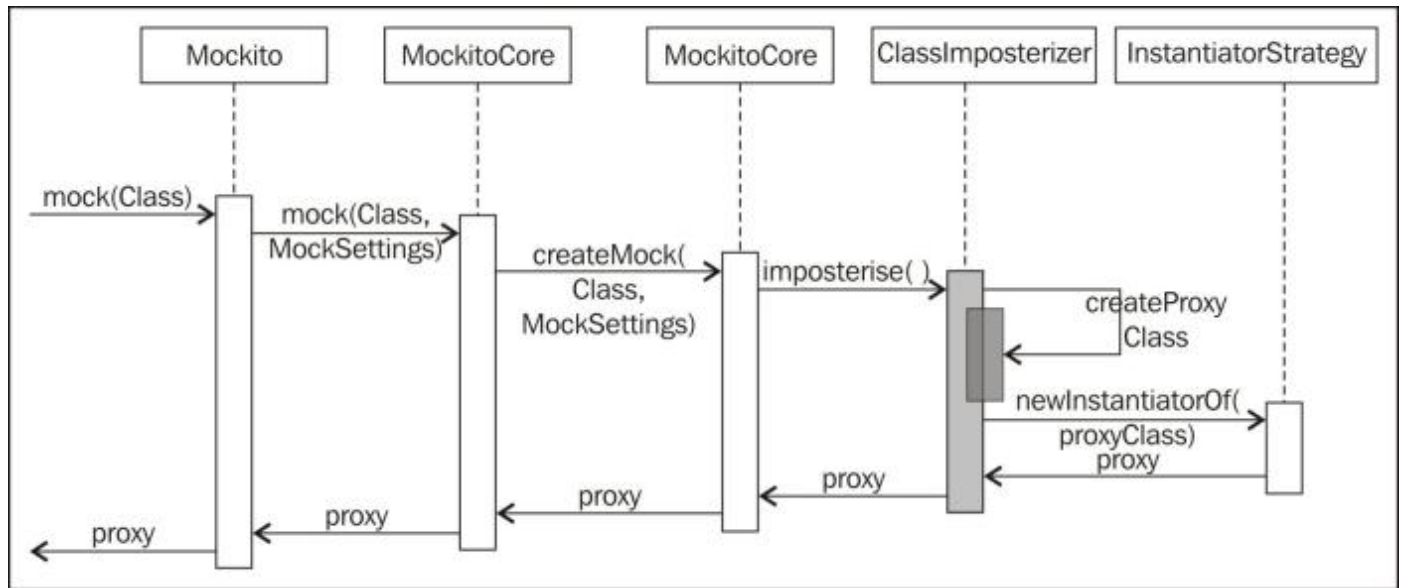 Mockito
MockitoCore
MockitoCore
ClassImposterizer
InstantiatorStrategy
mock(Class)
mock(Class,
MockSettings)
createMock(
Class,
MockSettings)
imposterise( )
createProxy
Class
newInstantiatorOf(
proxyClass)
proxy
proxy
proxy
proxy
proxy